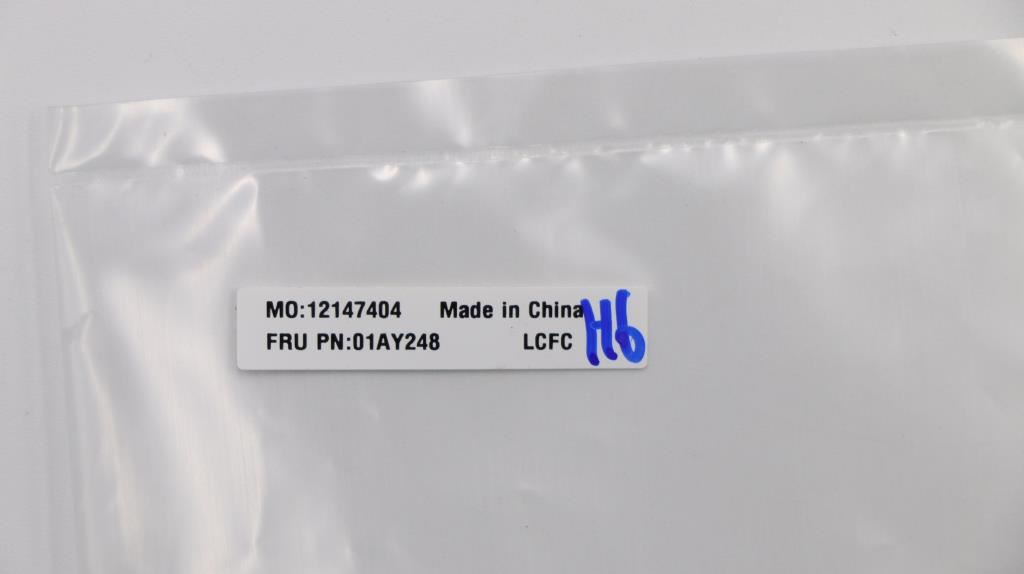 MO:12147404 Made in China
FRU PN:01AY248 LCFC
H6